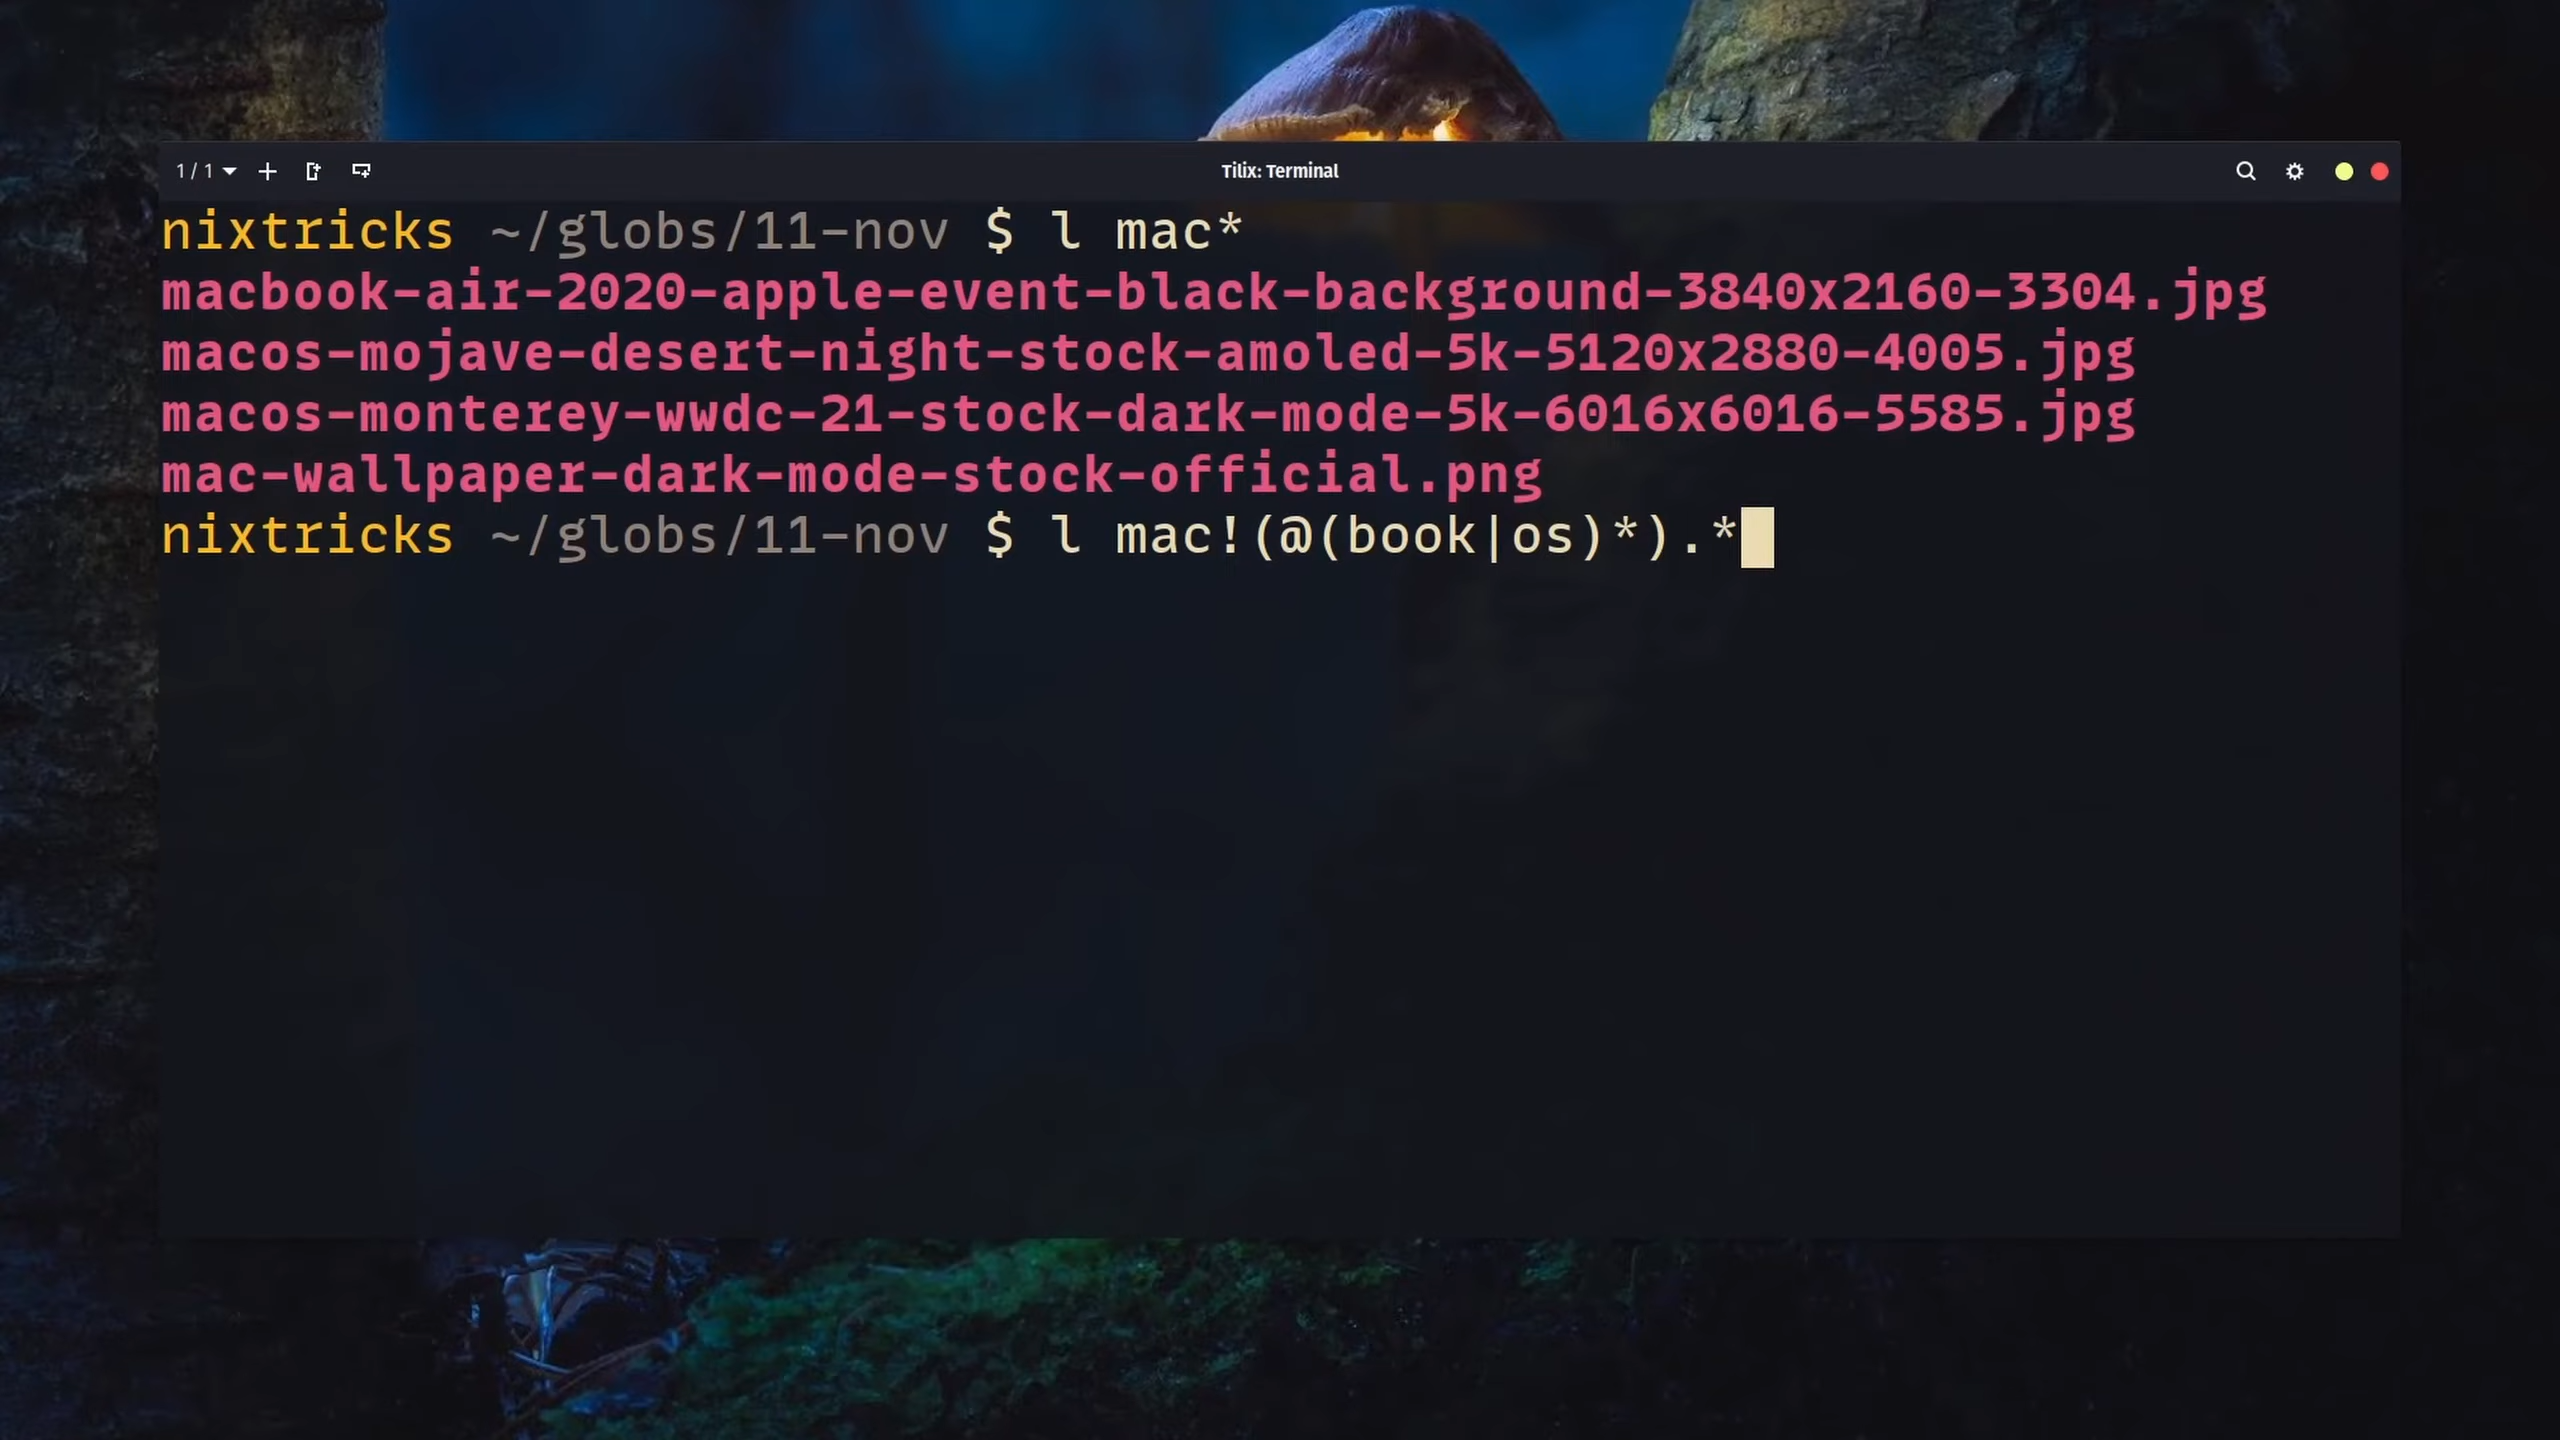 1 / 1
Tilix: Terminal
nixtricks ~/globs/11-nov $ l mac*
macbook-air-2020-apple-event-black-background-3840x2160-3304.jpg
macos-mojave-desert-night-stock-amoled-5k-5120x2880-4005.jpg
macos-monterey-wwdc-21-stock-dark-mode-5k-6016x6016-5585.jpg
mac-wallpaper-dark-mode-stock-official.png
nixtricks ~/globs/11-nov $ l mac!(@(book|os)*).*